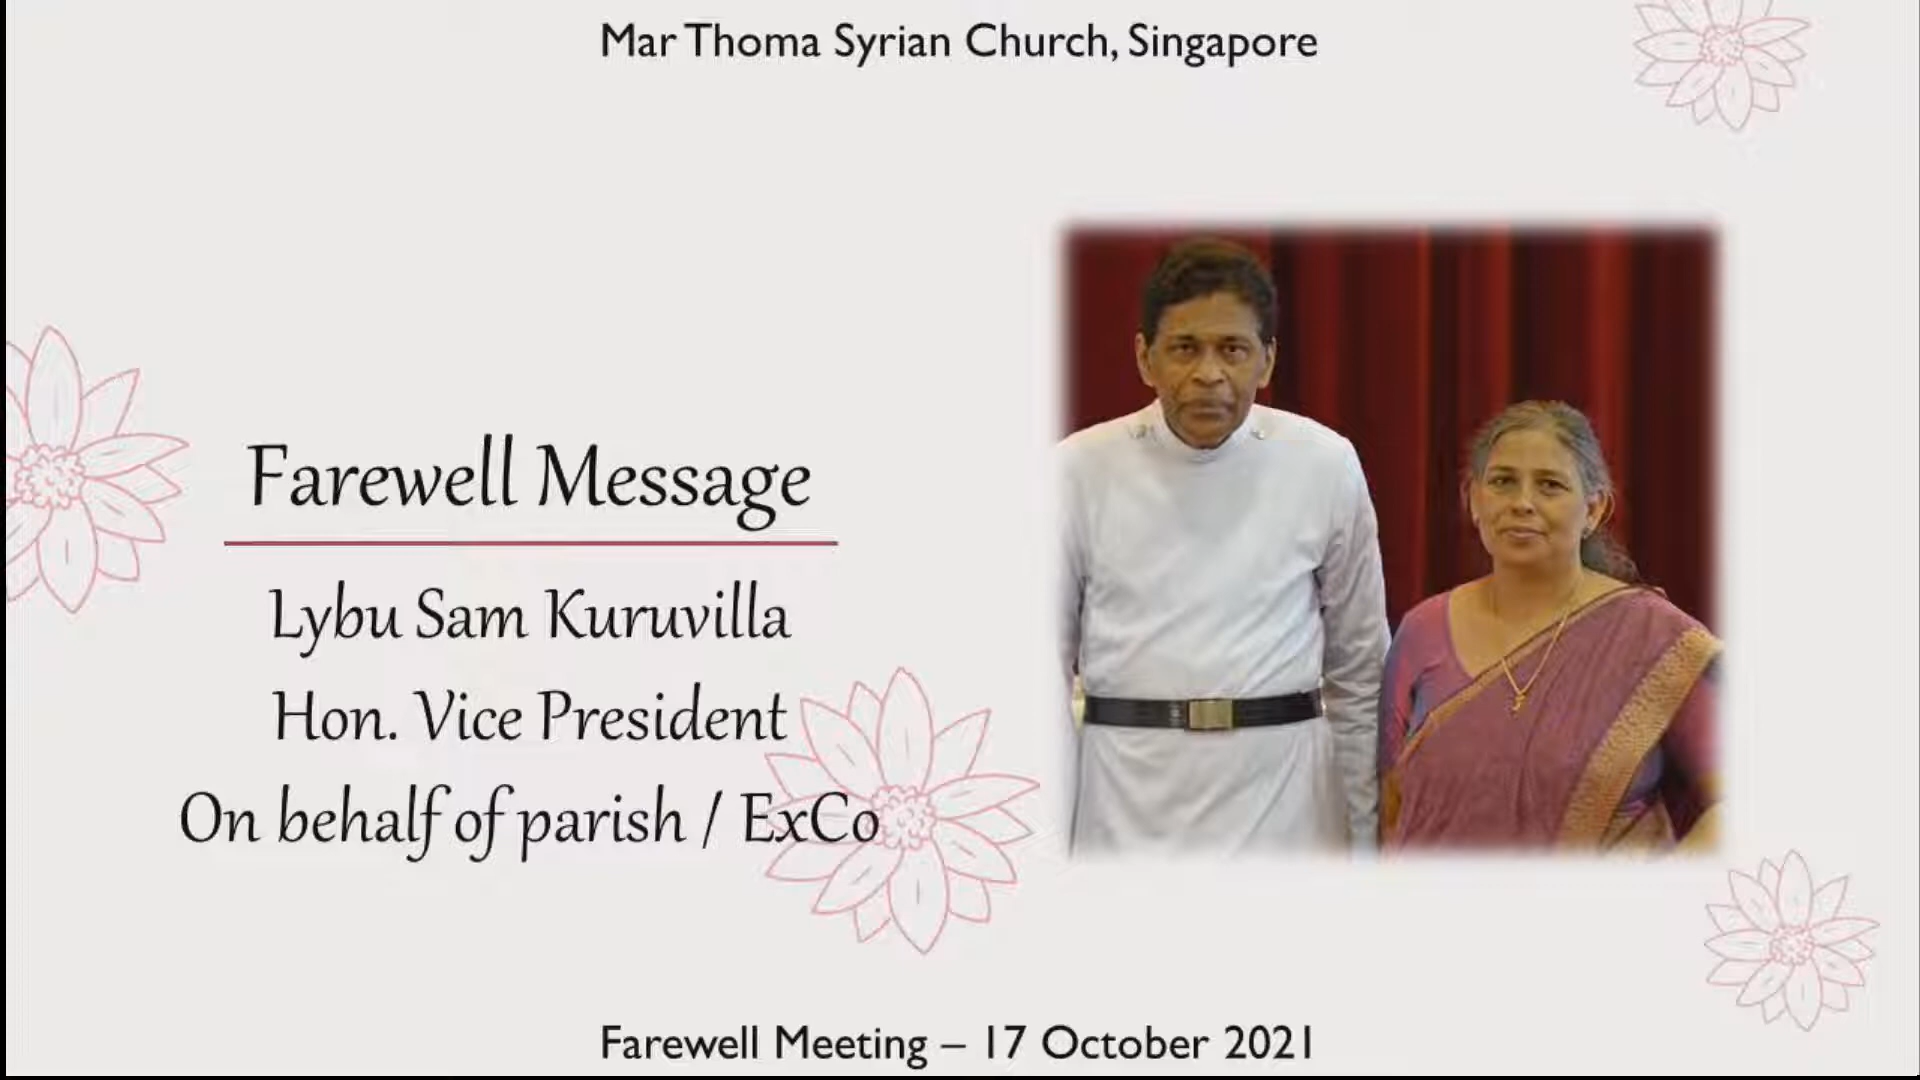 Mar Thoma Syrian Church, Singapore
Farewell Message
Lybu Sam Kuruvilla
Hon. Vice President
On behalf of parish / ExCo
Farewell Meeting – 17 October 2021